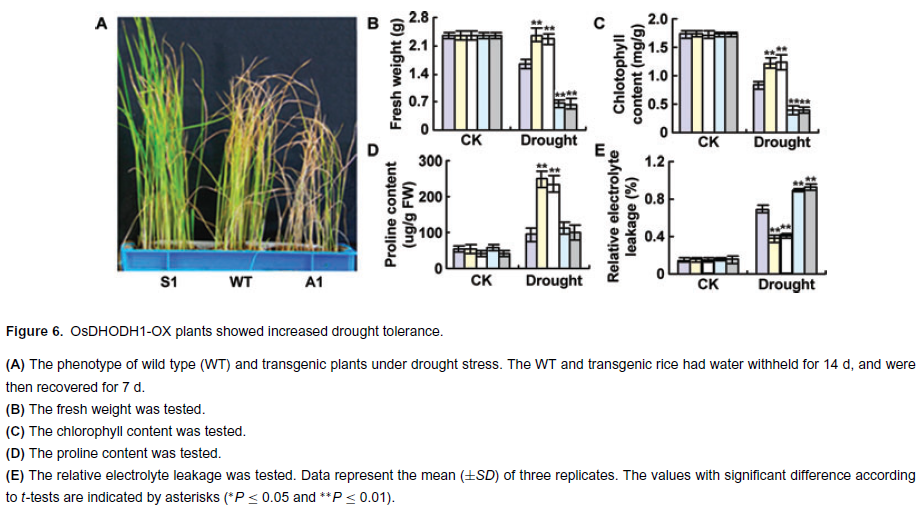 A
S1 WT A1
B
Fresh weight (g)
2.8
2.1
1.4
0.7
0
** **
** **
CK Drought
C
Chlotophyll
content (mg/g)
2.0
1.5
1.0
0.5
0
** **
** **
CK Drought
D
Proline content
(ug/g FW)
300
200
100
0
** **
CK Drought
E
Relative electrolyte
leakage (%)
1.2
0.8
0.4
0
** **
** **
CK Drought
Figure 6. OsDHODH1-OX plants showed increased drought tolerance.
(A) The phenotype of wild type (WT) and transgenic plants under drought stress. The WT and transgenic rice had water withheld for 14 d, and were
then recovered for 7 d.
(B) The fresh weight was tested.
(C) The chlorophyll content was tested.
(D) The proline content was tested.
(E) The relative electrolyte leakage was tested. Data represent the mean (±SD) of three replicates. The values with significant difference according
to t-tests are indicated by asterisks (*P ≤ 0.05 and **P ≤ 0.01).